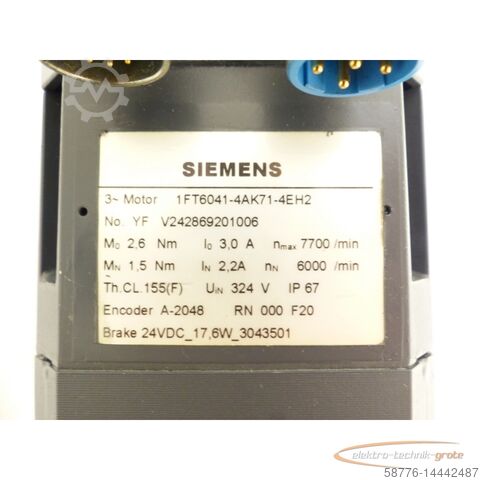 SIEMENS
3~ Motor 1FT6041-4AK71-4EH2
No. YF V242869201006
M₀ 2,6 Nm I₀ 3,0 A nmax 7700 /min
MN 1,5 Nm IN 2,2A nN 6000 /min
Th.CL.155(F) UIN 324 V IP 67
Encoder A-2048 RN 000 F20
Brake 24VDC_17,6W_3043501
elektro-technik-grote
58776-14442487